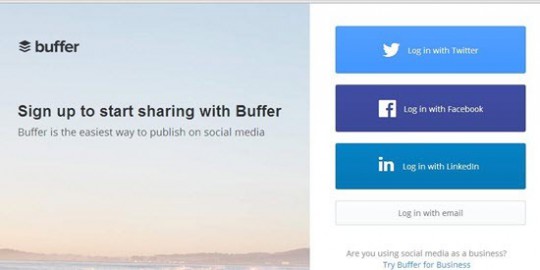 buffer
Sign up to start sharing with Buffer
Buffer is the easiest way to publish on social media
Log in with Twitter
Log in with Facebook
Log in with LinkedIn
Log in with email
Are you using social media as a business?
Try Buffer for Business